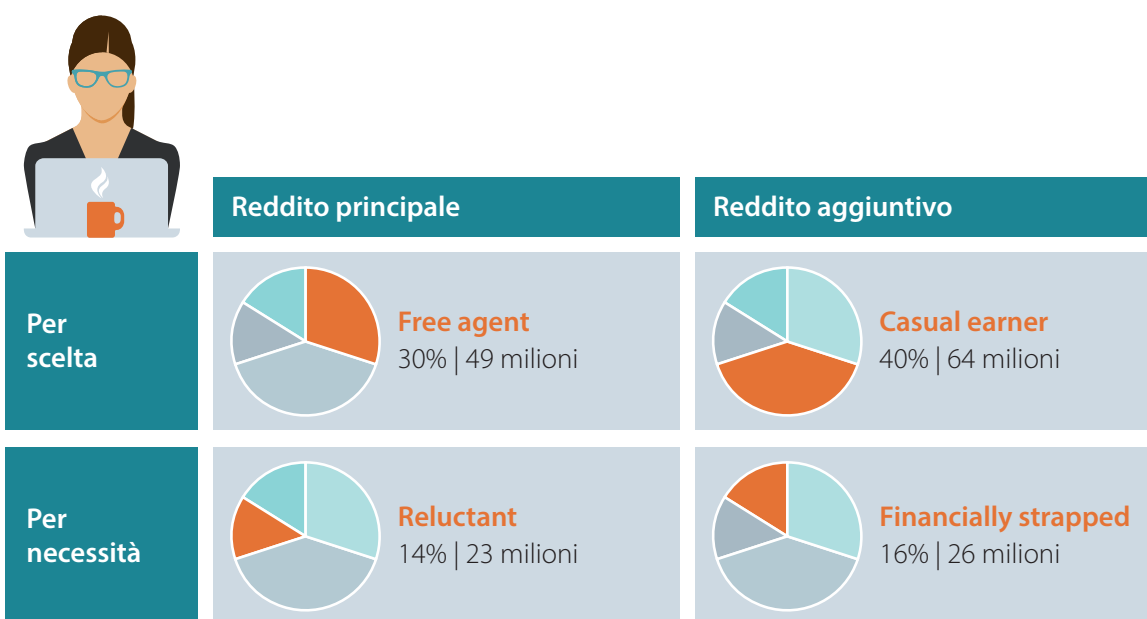 Reddito principale
Reddito aggiuntivo
Per
scelta
Free agent
30% | 49 milioni
Casual earner
40% | 64 milioni
Per
necessità
Reluctant
14% | 23 milioni
Financially strapped
16% | 26 milioni